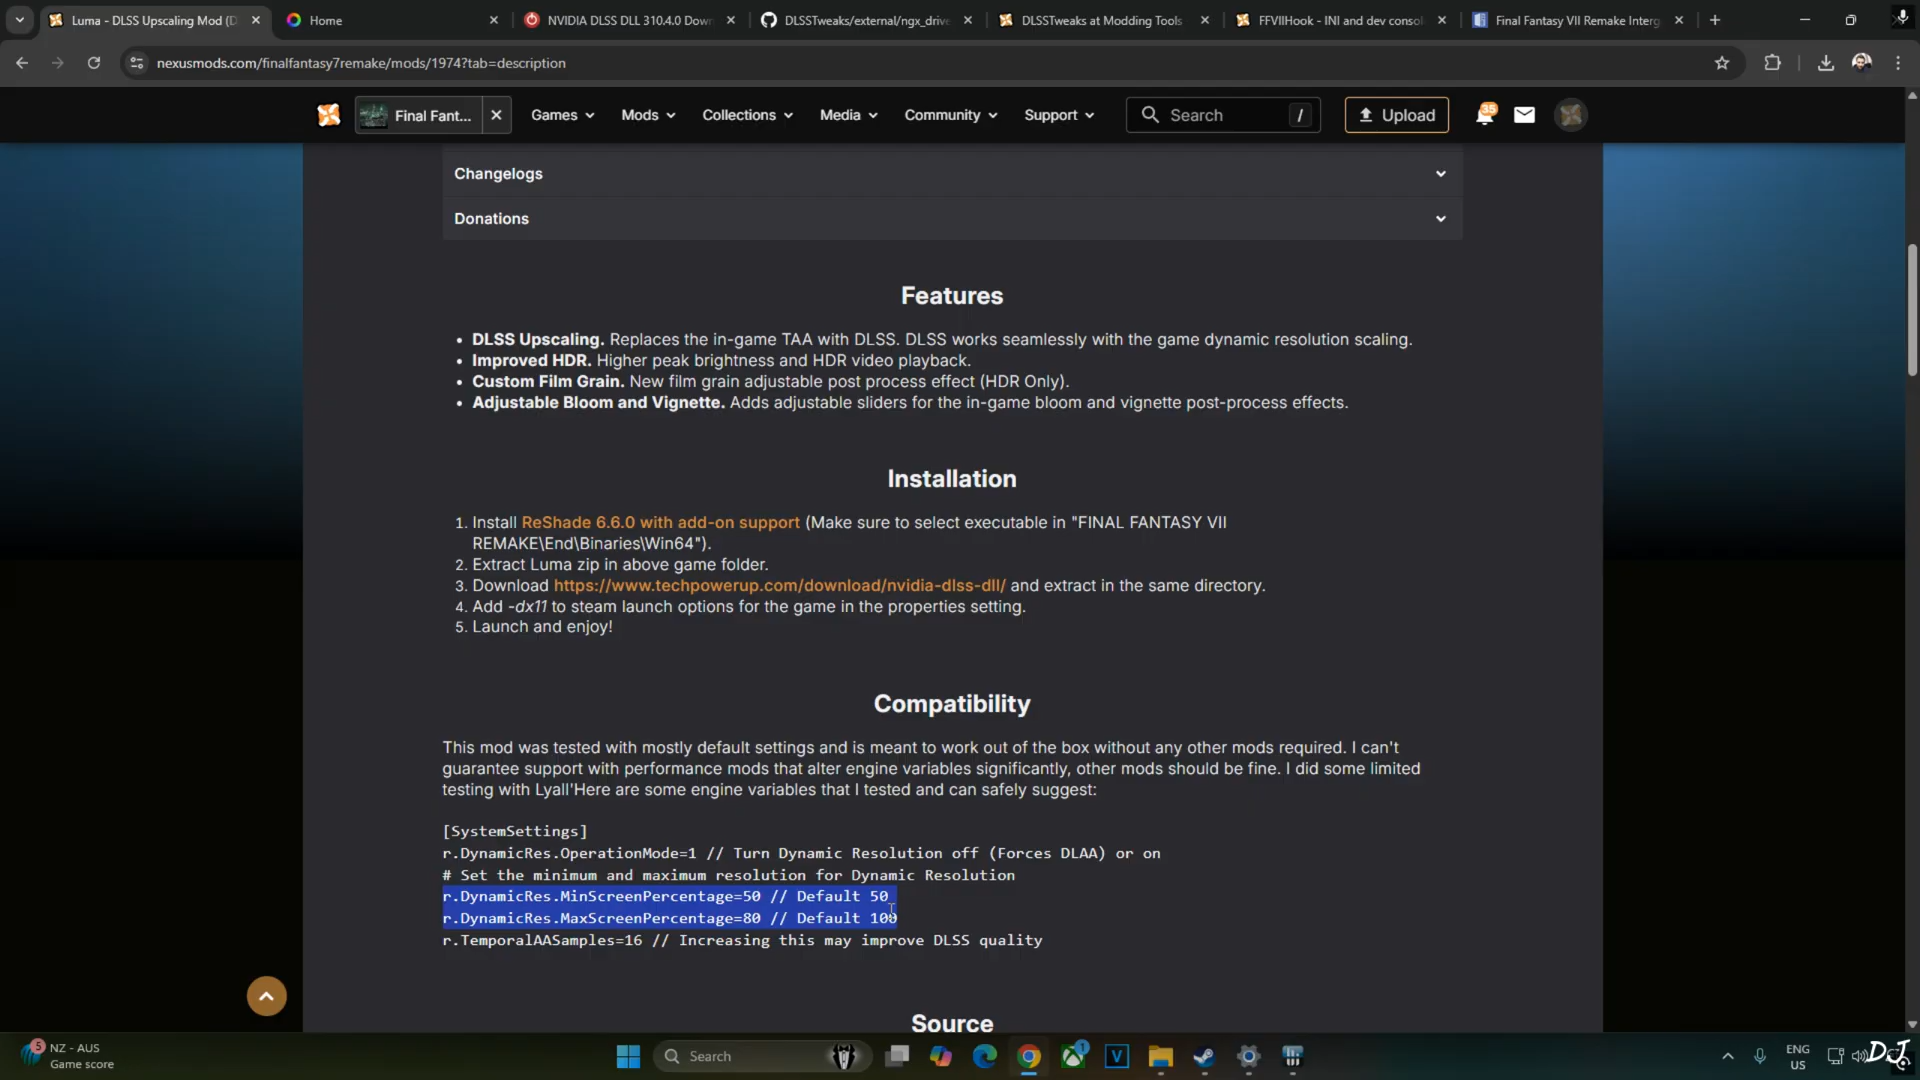 Luma - DLSS Upscaling Mod (D
Home
NVIDIA DLSS DLL 310.4.0 Down
DLSSTweaks/external/ngx_drive
DLSSTweaks at Modding Tools
FFVIIHook - INI and dev consol
Final Fantasy VII Remake Interg
nexusmods.com/finalfantasy7remake/mods/1974?tab=description
Final Fant...
Games
Mods
Collections
Media
Community
Support
Search /
Upload
35
Changelogs
Donations
Features
• DLSS Upscaling. Replaces the in-game TAA with DLSS. DLSS works seamlessly with the game dynamic resolution scaling.
• Improved HDR. Higher peak brightness and HDR video playback.
• Custom Film Grain. New film grain adjustable post process effect (HDR Only).
• Adjustable Bloom and Vignette. Adds adjustable sliders for the in-game bloom and vignette post-process effects.
Installation
1. Install ReShade 6.6.0 with add-on support (Make sure to select executable in "FINAL FANTASY VII
REMAKE\End\Binaries\Win64").
2. Extract Luma zip in above game folder.
3. Download https://www.techpowerup.com/download/nvidia-dlss-dll/ and extract in the same directory.
4. Add -dx11 to steam launch options for the game in the properties setting.
5. Launch and enjoy!
Compatibility
This mod was tested with mostly default settings and is meant to work out of the box without any other mods required. I can't
guarantee support with performance mods that alter engine variables significantly, other mods should be fine. I did some limited
testing with Lyall'Here are some engine variables that I tested and can safely suggest:
[SystemSettings]
r.DynamicRes.OperationMode=1 // Turn Dynamic Resolution off (Forces DLAA) or on
# Set the minimum and maximum resolution for Dynamic Resolution
r.DynamicRes.MinScreenPercentage=50 // Default 50
r.DynamicRes.MaxScreenPercentage=80 // Default 100
r.TemporalAASamples=16 // Increasing this may improve DLSS quality
Source
5
NZ - AUS
Game score
Search
1
V
ENG
US
DJ